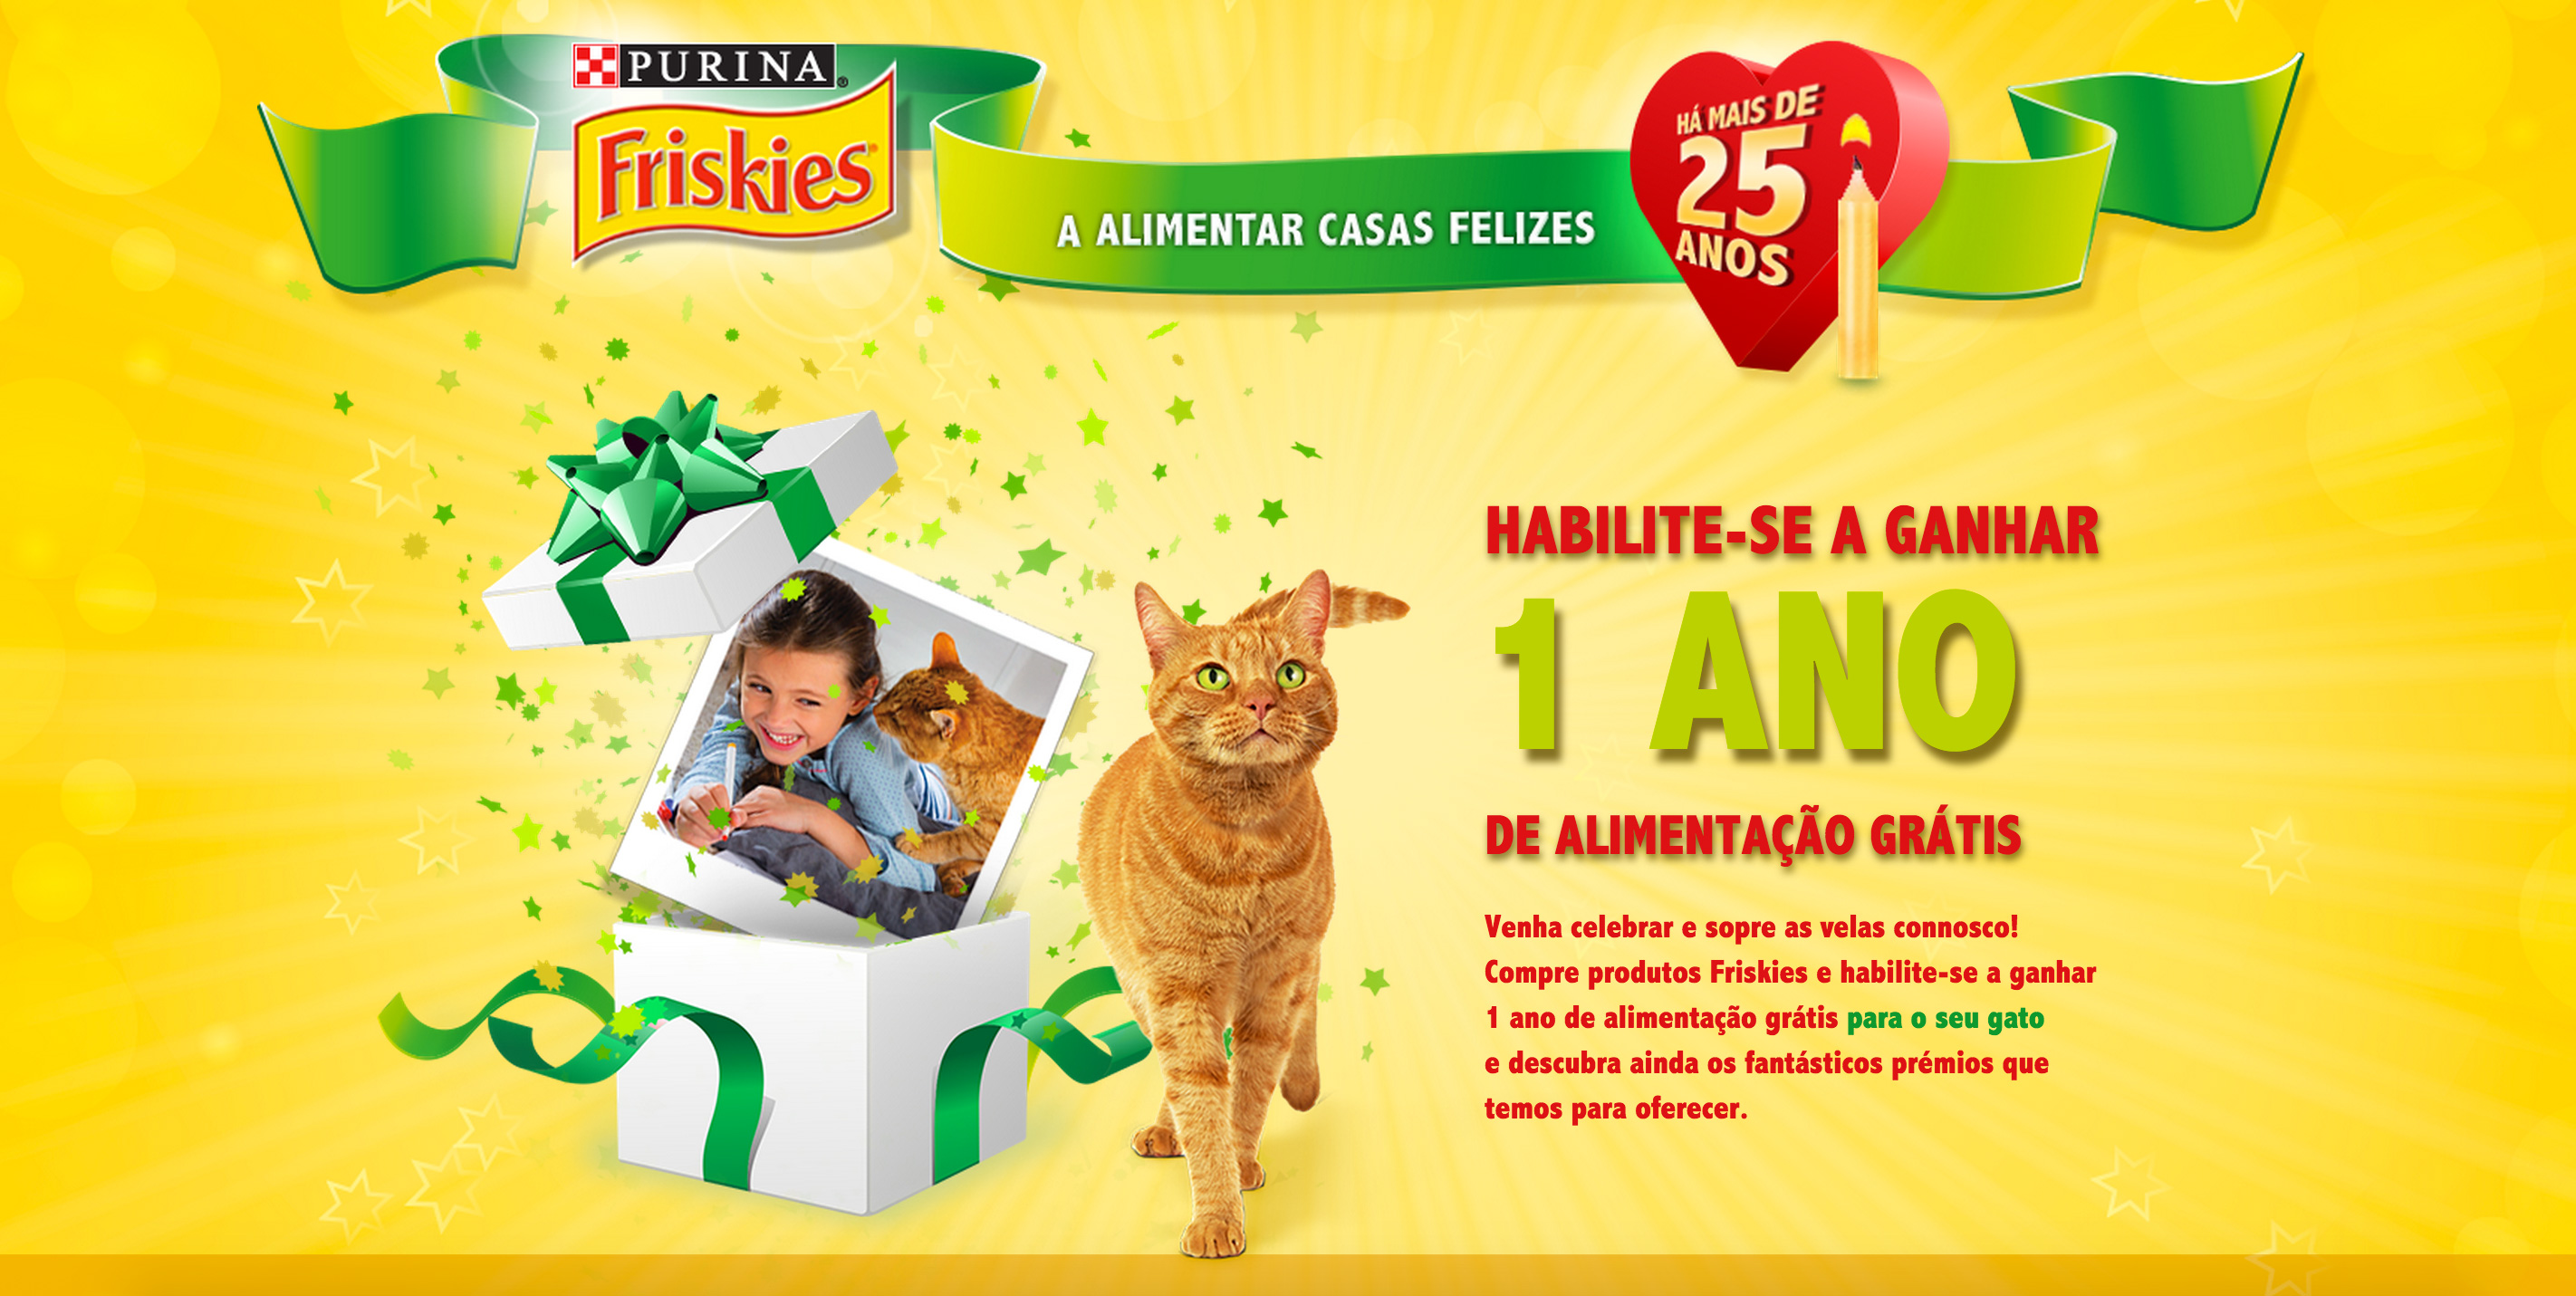 PURINA
Friskies
A ALIMENTAR CASAS FELIZES
HÁ MAIS DE
25
ANOS
HABILITE-SE A GANHAR
1 ANO
DE ALIMENTAÇÃO GRÁTIS
Venha celebrar e sopre as velas connosco!
Compre produtos Friskies e habilite-se a ganhar
1 ano de alimentação grátis para o seu gato
e descubra ainda os fantásticos prémios que
temos para oferecer.